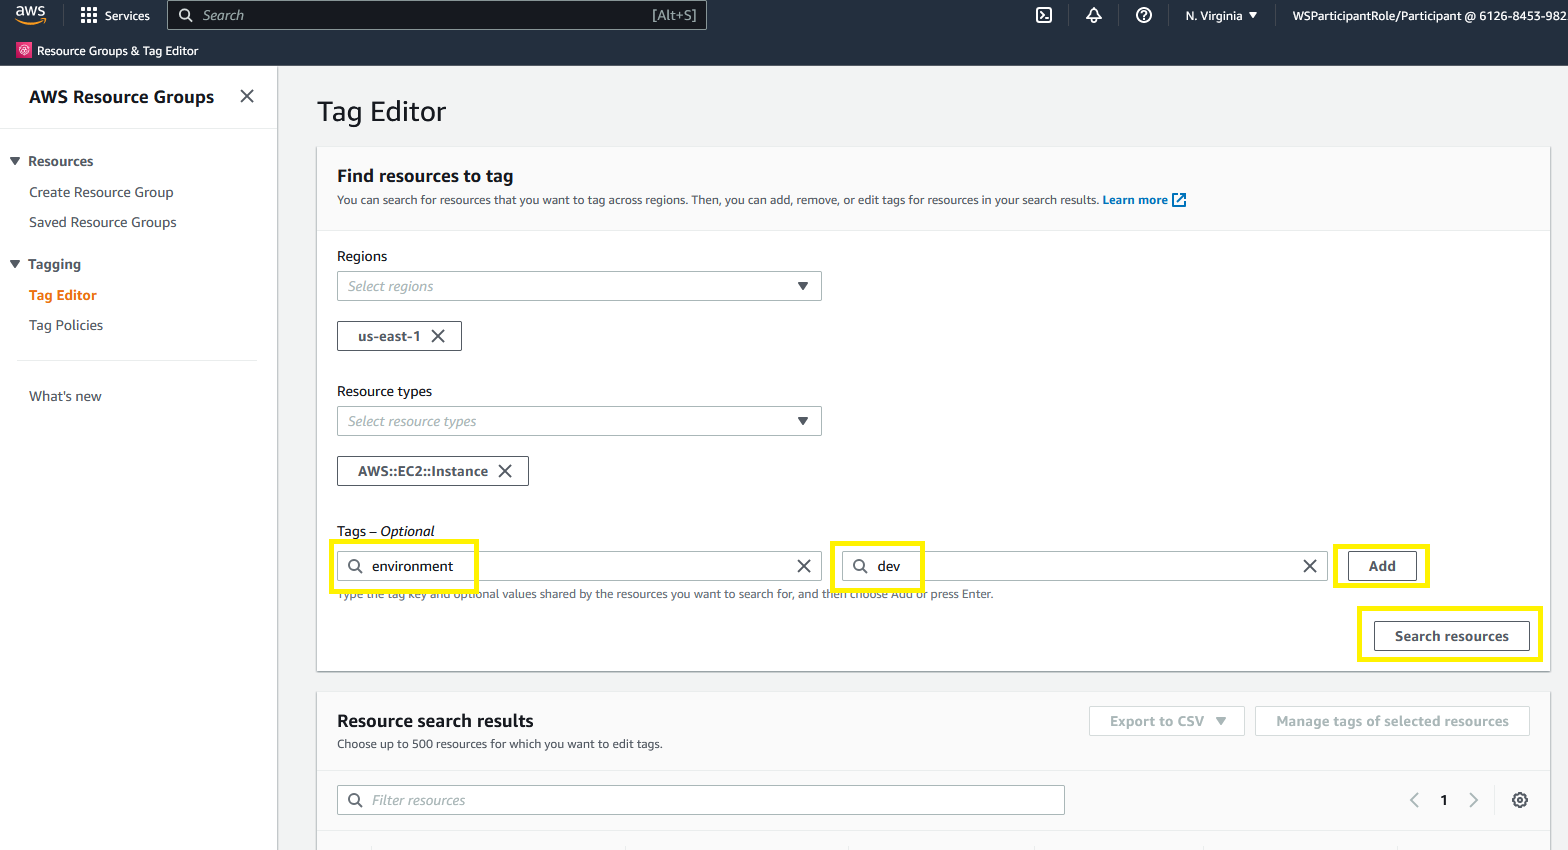 aws
Services
Search
[Alt+S]
N. Virginia
WSParticipantRole/Participant @ 6126-8453-982
Resource Groups & Tag Editor
AWS Resource Groups
Resources
Create Resource Group
Saved Resource Groups
Tagging
Tag Editor
Tag Policies
What's new
Tag Editor
Find resources to tag
You can search for resources that you want to tag across regions. Then, you can add, remove, or edit tags for resources in your search results. Learn more
Regions
Select regions
us-east-1
Resource types
Select resource types
AWS::EC2::Instance
Tags – Optional
environment
dev
Add
Type the tag key and optional values shared by the resources you want to search for, and then choose Add or press Enter.
Search resources
Resource search results
Export to CSV
Manage tags of selected resources
Choose up to 500 resources for which you want to edit tags.
Filter resources
1